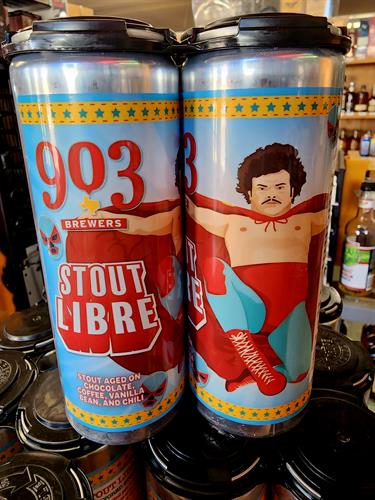 903
BREWERS
STOUT
LIBRE
STOUT AGED ON
CHOCOLATE,
COFFEE, VANILLA
BEAN, AND CHILI
3